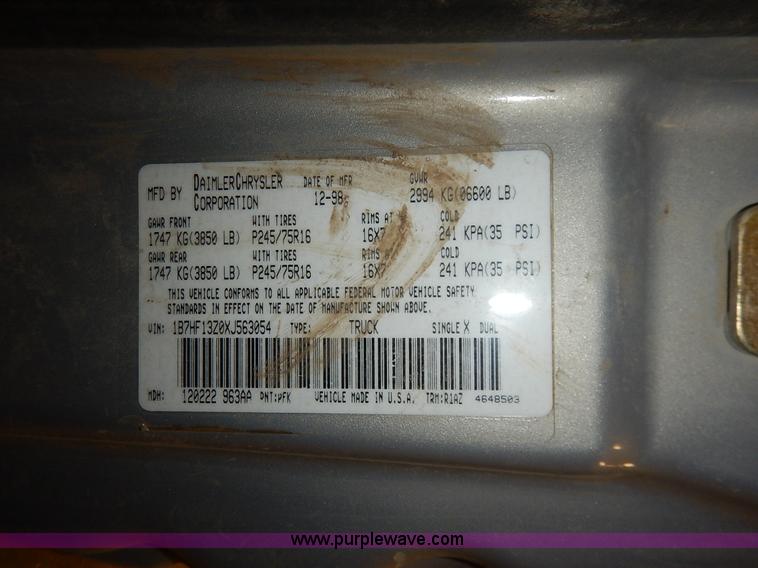 MFD BY DAIMLERCHRYSLER CORPORATION DATE OF MFR 12-98 GVWR 2994 KG(06600 LB)
GAWR FRONT WITH TIRES RIMS AT COLD
1747 KG(3850 LB) P245/75R16 16X7 241 KPA(35 PSI)
GAWR REAR WITH TIRES RIMS AT COLD
1747 KG(3850 LB) P245/75R16 16X7 241 KPA(35 PSI)
THIS VEHICLE CONFORMS TO ALL APPLICABLE FEDERAL MOTOR VEHICLE SAFETY
STANDARDS IN EFFECT ON THE DATE OF MANUFACTURE SHOWN ABOVE.
VIN: 1B7HF13Z0XJ563054 TYPE: TRUCK SINGLE X DUAL
MDH: 120222 963AA PNT:PFK VEHICLE MADE IN U.S.A. TRM:R1AZ 4648503
www.purplewave.com